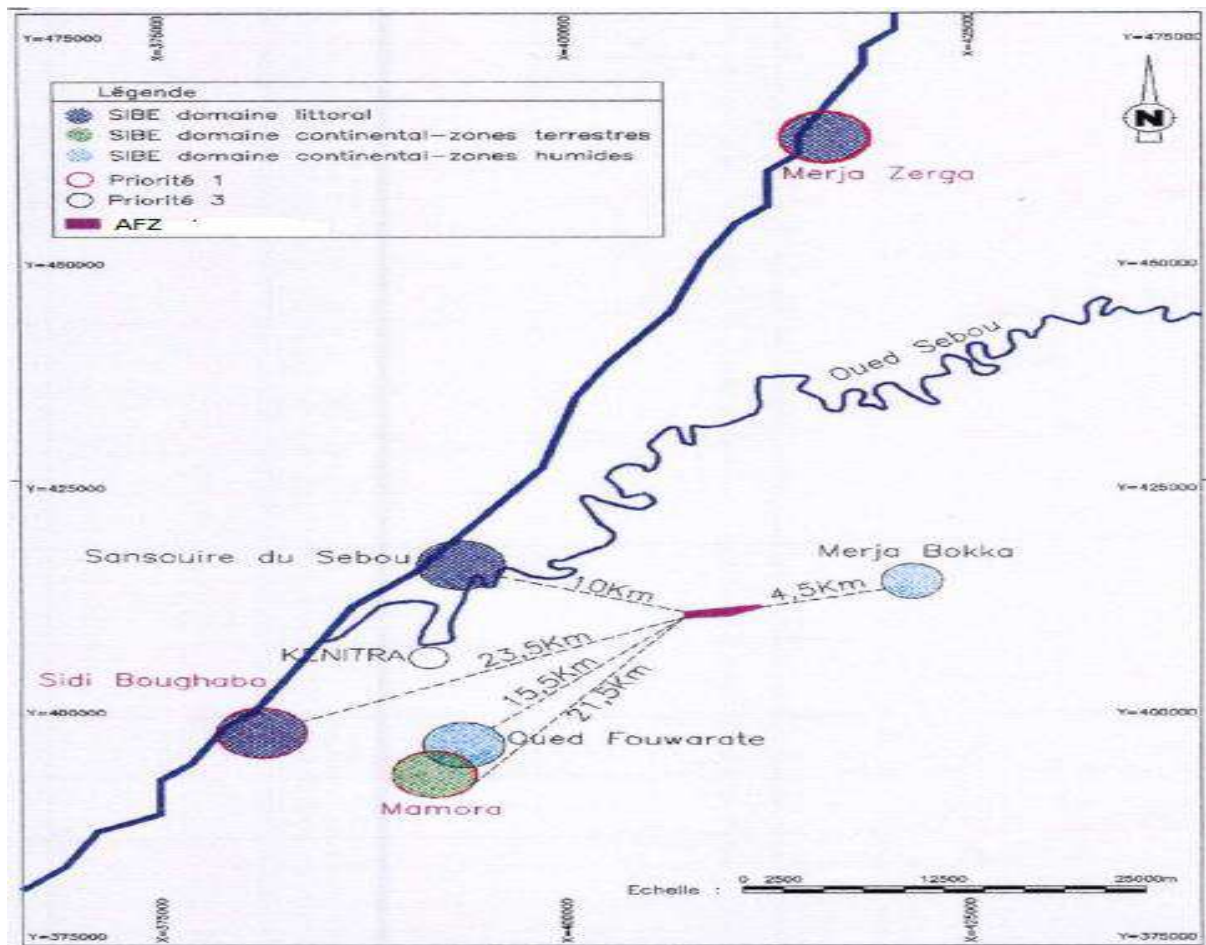 X=375000
X=400000
X=425000
Y=475000
Y=475000
Légende
SIBE domaine littoral
SIBE domaine continental-zones terrestres
SIBE domaine continental-zones humides
Priorité 1
Priorité 3
AFZ
N
Merja Zerga
Y=450000
Y=450000
Oued Sebou
Y=425000
Y=425000
Sansouire du Sebou
Merja Bokka
10Km
4,5Km
KENITRA
23,5Km
15,5Km
21,5Km
Sidi Boughaba
Y=400000
Y=400000
Oued Fouwarate
Mamora
Echelle :
0 2500 12500 25000m
X=375000
X=400000
X=425000
Y=375000
Y=375000